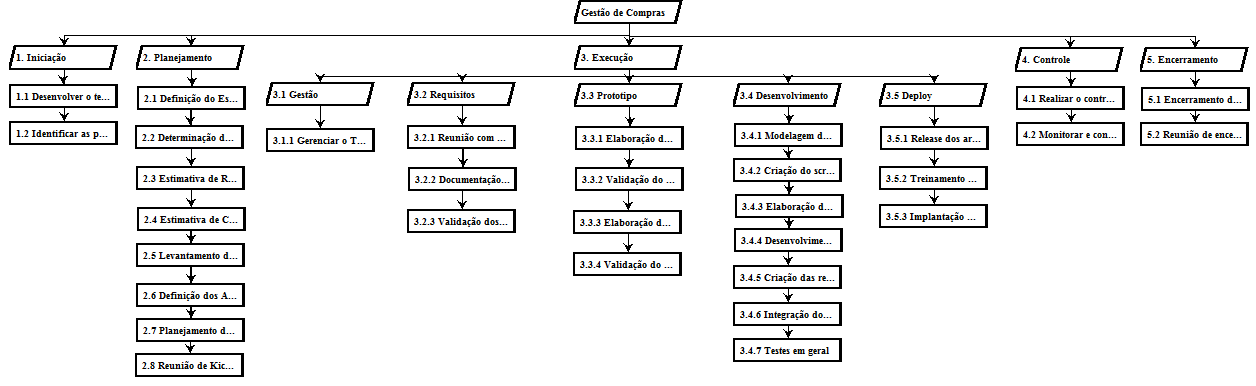 Gestão de Compras
1. Iniciação
1.1 Desenvolver o te...
1.2 Identificar as p...
2. Planejamento
2.1 Definição do Es...
2.2 Determinação d...
2.3 Estimativa de R...
2.4 Estimativa de C...
2.5 Levantamento d...
2.6 Definição dos A...
2.7 Planejamento d...
2.8 Reunião de Kic...
3. Execução
3.1 Gestão
3.1.1 Gerenciar o T...
3.2 Requisitos
3.2.1 Reunião com ...
3.2.2 Documentação...
3.2.3 Validação dos...
3.3 Prototipo
3.3.1 Elaboração d...
3.3.2 Validação do ...
3.3.3 Elaboração d...
3.3.4 Validação do ...
3.4 Desenvolvimento
3.4.1 Modelagem d...
3.4.2 Criação do scr...
3.4.3 Elaboração d...
3.4.4 Desenvolvime...
3.4.5 Criação das re...
3.4.6 Integração do...
3.4.7 Testes em geral
3.5 Deploy
3.5.1 Release dos ar...
3.5.2 Treinamento ...
3.5.3 Implantação ...
4. Controle
4.1 Realizar o contr...
4.2 Monitorar e con...
5. Encerramento
5.1 Encerramento d...
5.2 Reunião de ence...